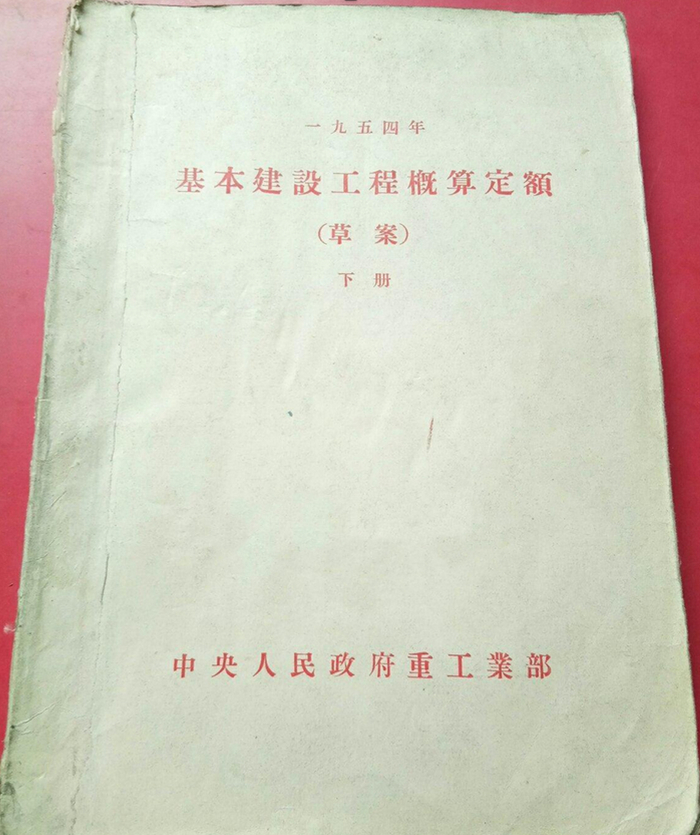 一九五四年
基本建設工程概算定額
(草案)
下册
中央人民政府重工業部